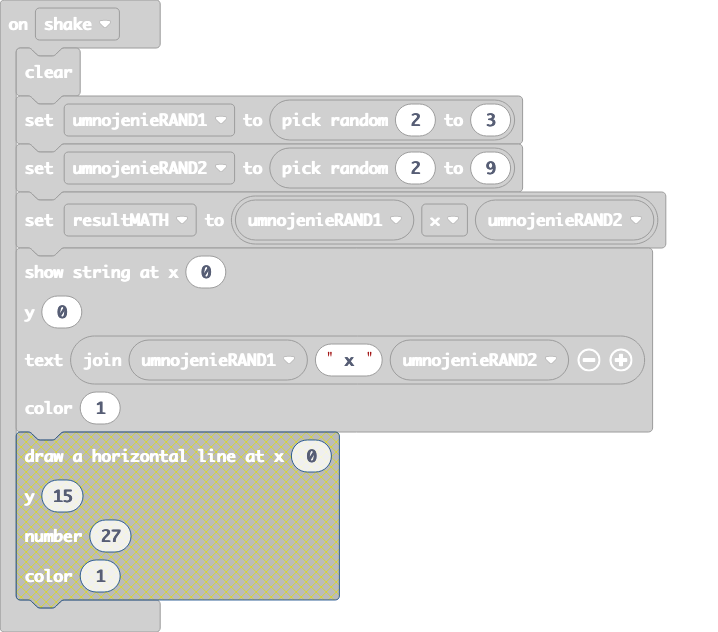 on shake
clear
set umnojenieRAND1 to pick random 2 to 3
set umnojenieRAND2 to pick random 2 to 9
set resultMATH to umnojenieRAND1 x umnojenieRAND2
show string at x 0
y 0
text join umnojenieRAND1 " x " umnojenieRAND2 − +
color 1
draw a horizontal line at x 0
y 15
number 27
color 1